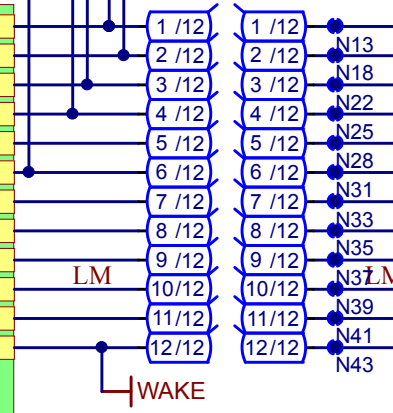 1 /12 1 /12
N13
2 /12 2 /12
N18
3 /12 3 /12
N22
4 /12 4 /12
N25
5 /12 5 /12
N28
6 /12 6 /12
N31
7 /12 7 /12
N33
8 /12 8 /12
N35
9 /12 9 /12
LM N37 LM
10/12 10/12
N39
11/12 11/12
N41
12/12 12/12
N43
WAKE